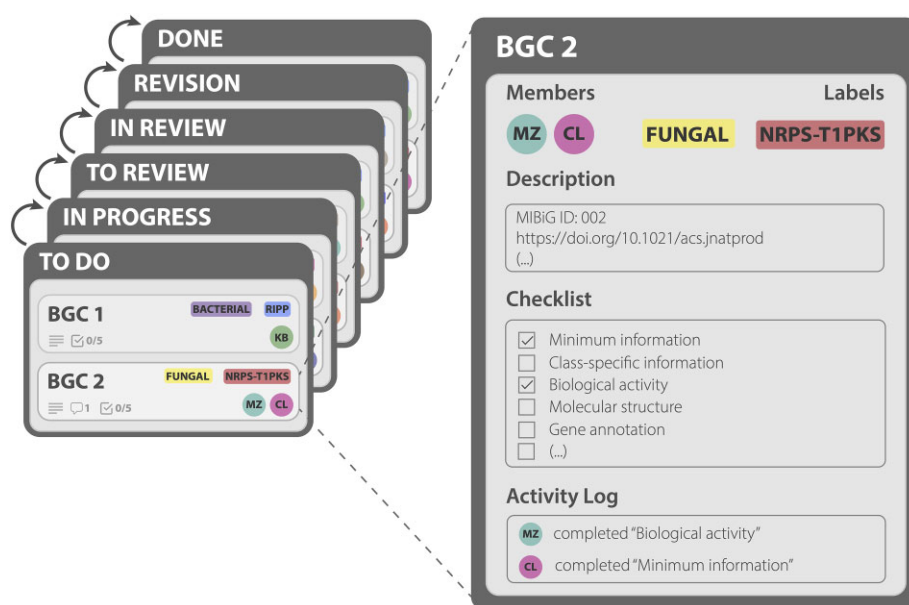 DONE
REVISION
IN REVIEW
TO REVIEW
IN PROGRESS
TO DO
BGC 1
BACTERIAL RIPP
0/5
KB
BGC 2
FUNGAL NRPS-T1PKS
1 0/5
MZ CL
BGC 2
Members Labels
MZ CL FUNGAL NRPS-T1PKS
Description
MIBiG ID: 002
https://doi.org/10.1021/acs.jnatprod
(...)
Checklist
Minimum information
Class-specific information
Biological activity
Molecular structure
Gene annotation
(...)
Activity Log
MZ completed “Biological activity”
CL completed “Minimum information”